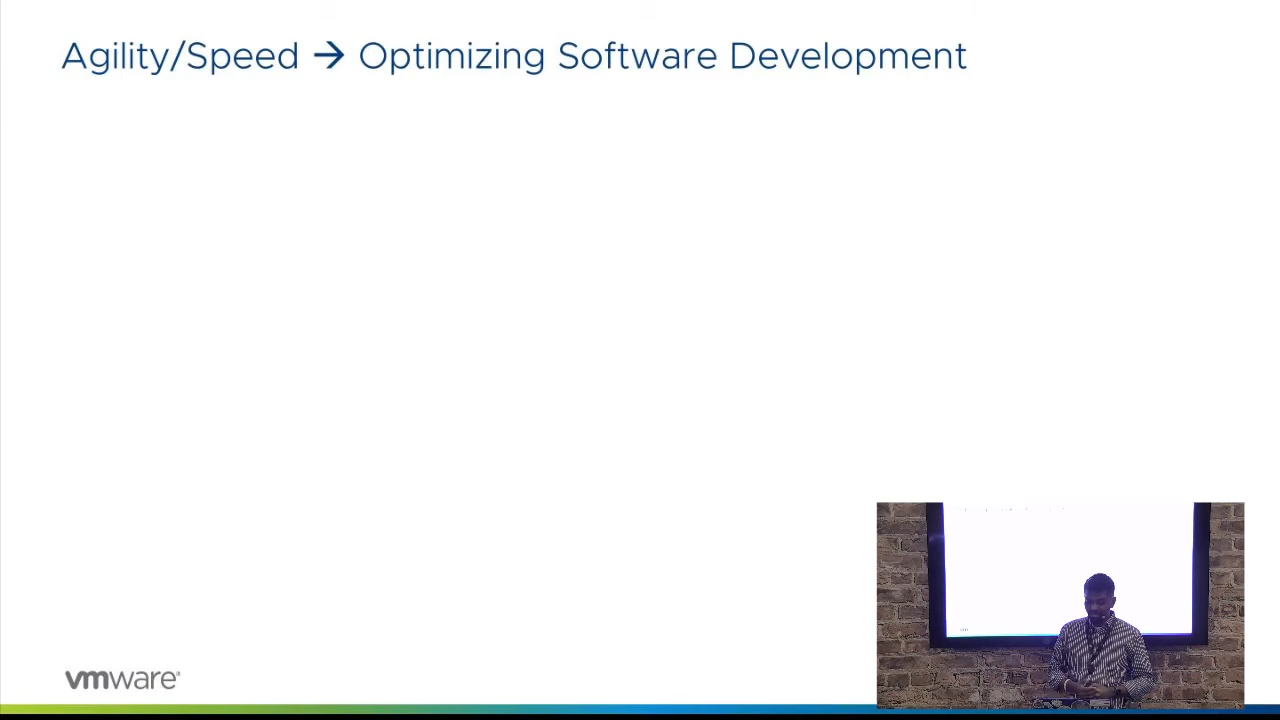 Agility/Speed → Optimizing Software Development
vmware®